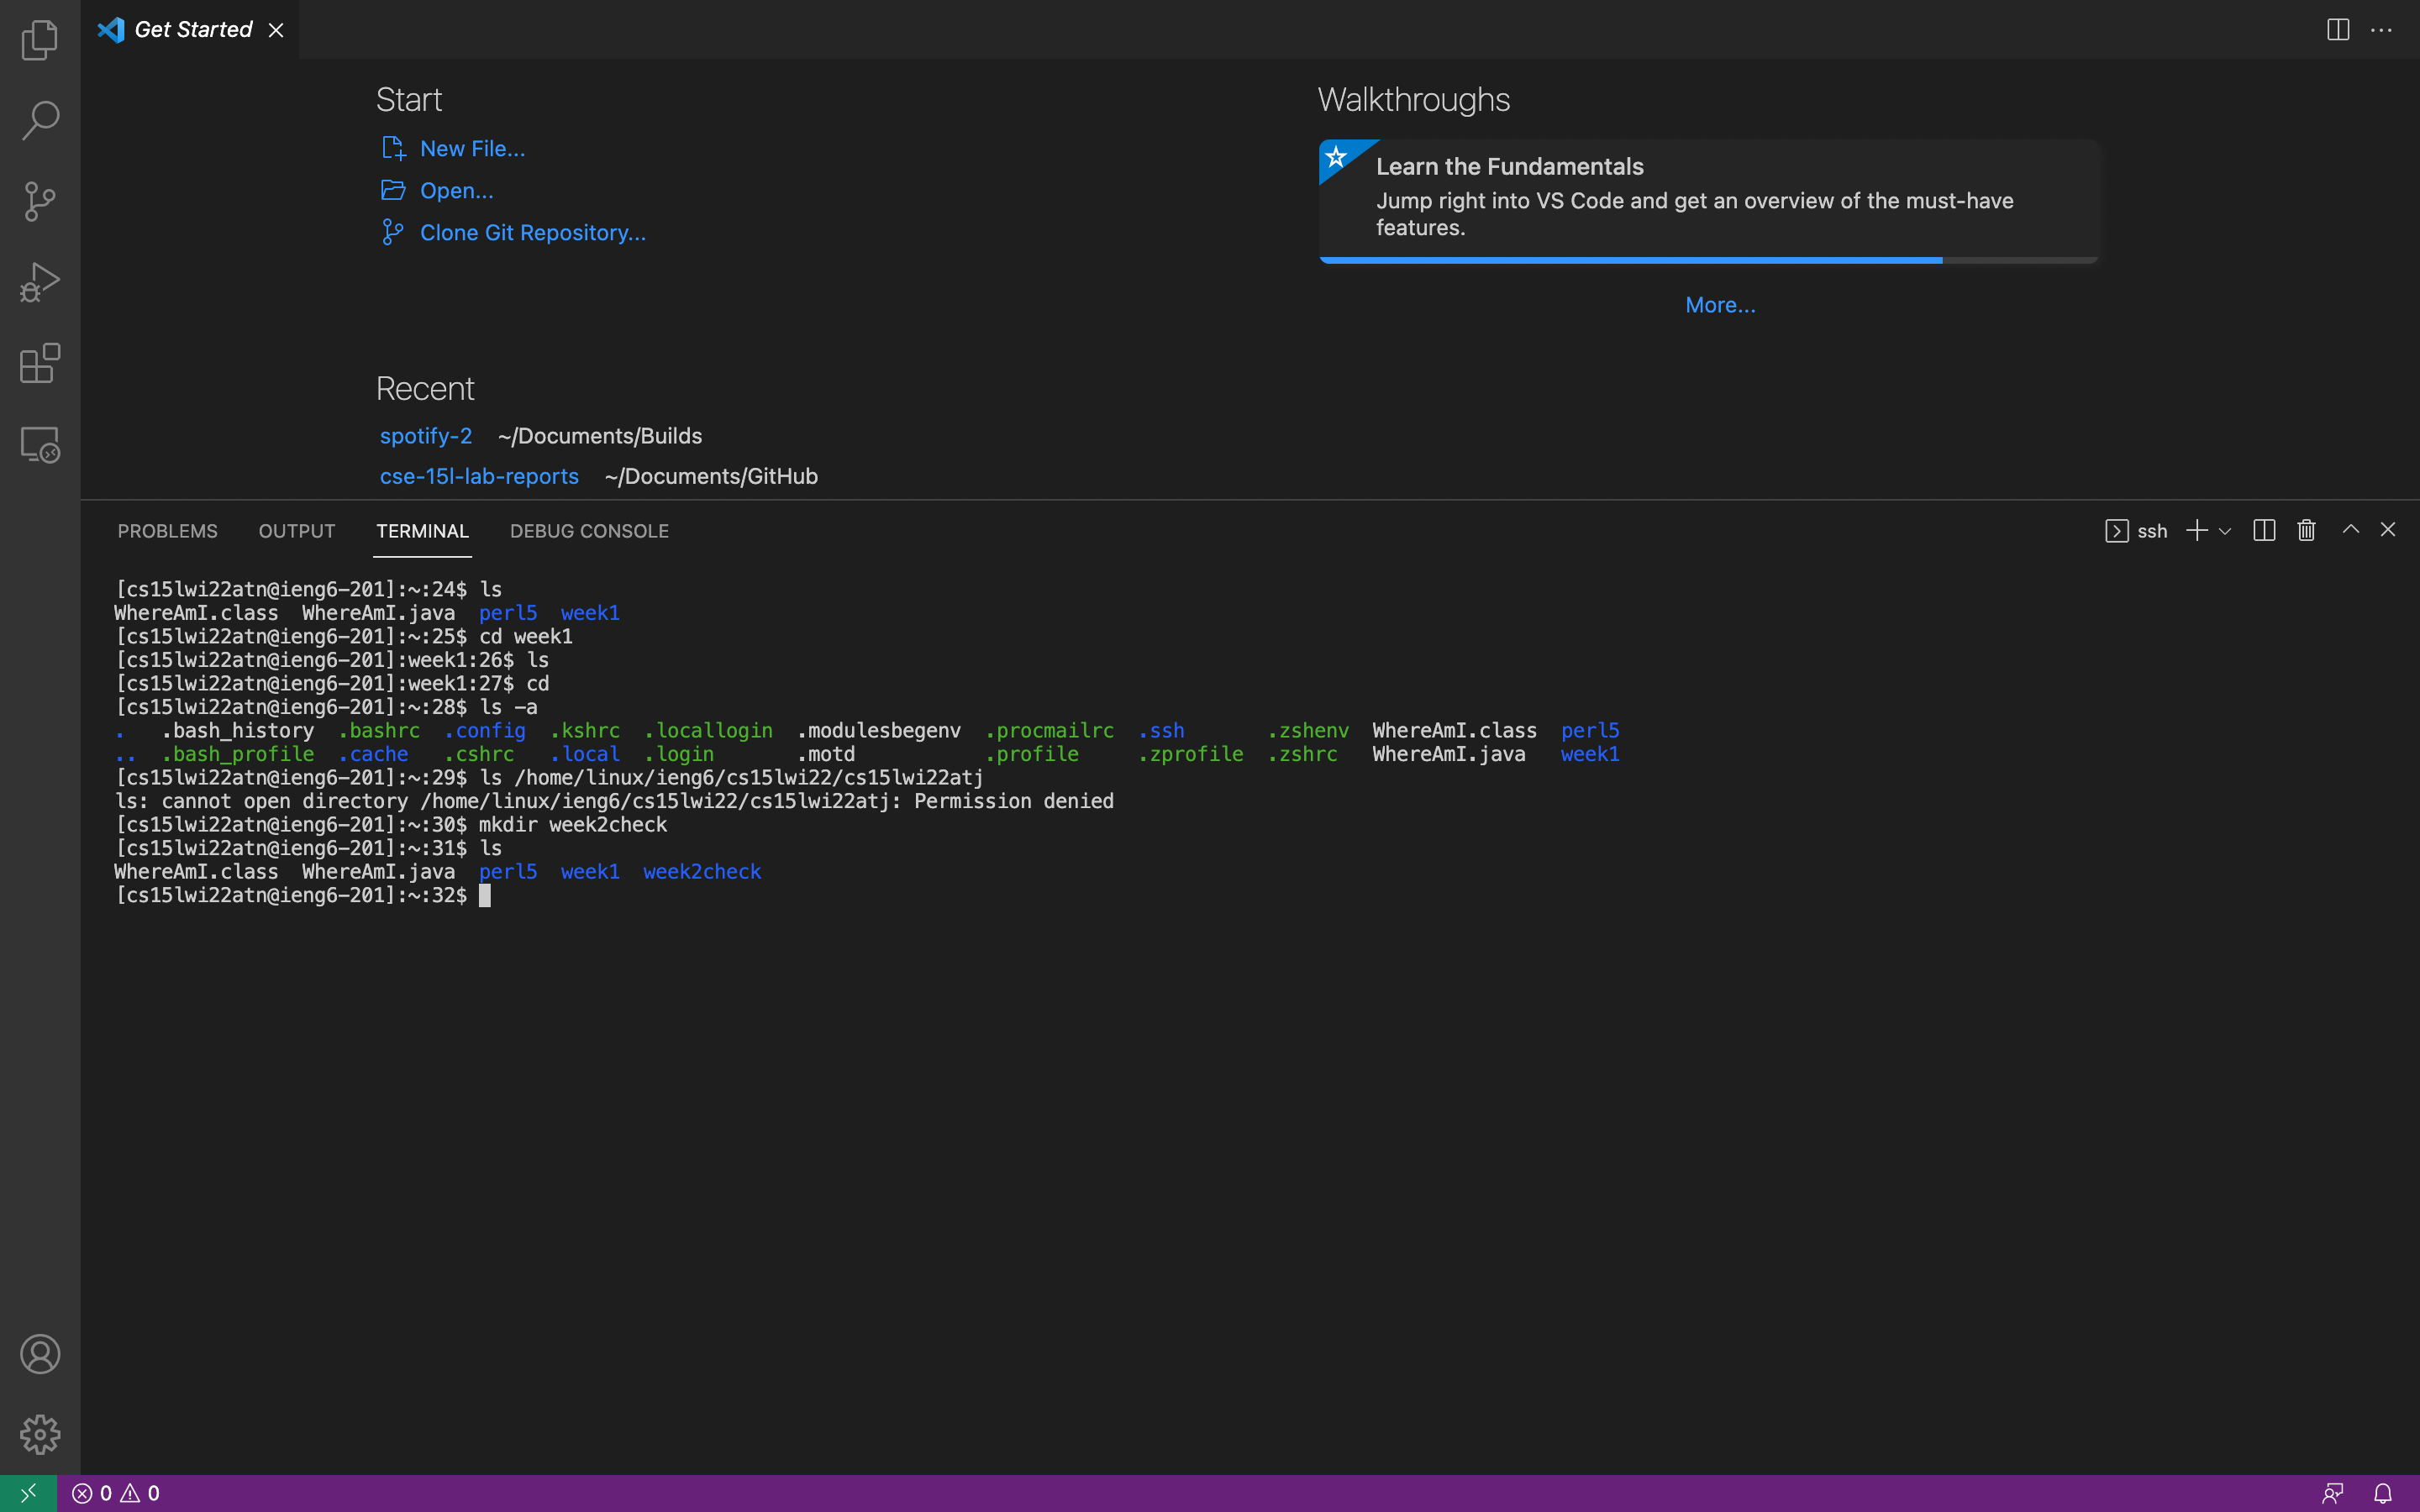 Get Started
Start
New File...
Open...
Clone Git Repository...
Walkthroughs
Learn the Fundamentals
Jump right into VS Code and get an overview of the must-have
features.
More...
Recent
spotify-2 ~/Documents/Builds
cse-15l-lab-reports ~/Documents/GitHub
PROBLEMS OUTPUT TERMINAL DEBUG CONSOLE ssh
[cs15lwi22atn@ieng6-201]:~:24$ ls
WhereAmI.class WhereAmI.java perl5 week1
[cs15lwi22atn@ieng6-201]:~:25$ cd week1
[cs15lwi22atn@ieng6-201]:week1:26$ ls
[cs15lwi22atn@ieng6-201]:week1:27$ cd
[cs15lwi22atn@ieng6-201]:~:28$ ls -a
. .bash_history .bashrc .config .kshrc .locallogin .modulesbegenv .procmailrc .ssh .zshenv WhereAmI.class perl5
.. .bash_profile .cache .cshrc .local .login .motd .profile .zprofile .zshrc WhereAmI.java week1
[cs15lwi22atn@ieng6-201]:~:29$ ls /home/linux/ieng6/cs15lwi22/cs15lwi22atj
ls: cannot open directory /home/linux/ieng6/cs15lwi22/cs15lwi22atj: Permission denied
[cs15lwi22atn@ieng6-201]:~:30$ mkdir week2check
[cs15lwi22atn@ieng6-201]:~:31$ ls
WhereAmI.class WhereAmI.java perl5 week1 week2check
[cs15lwi22atn@ieng6-201]:~:32$
0 0